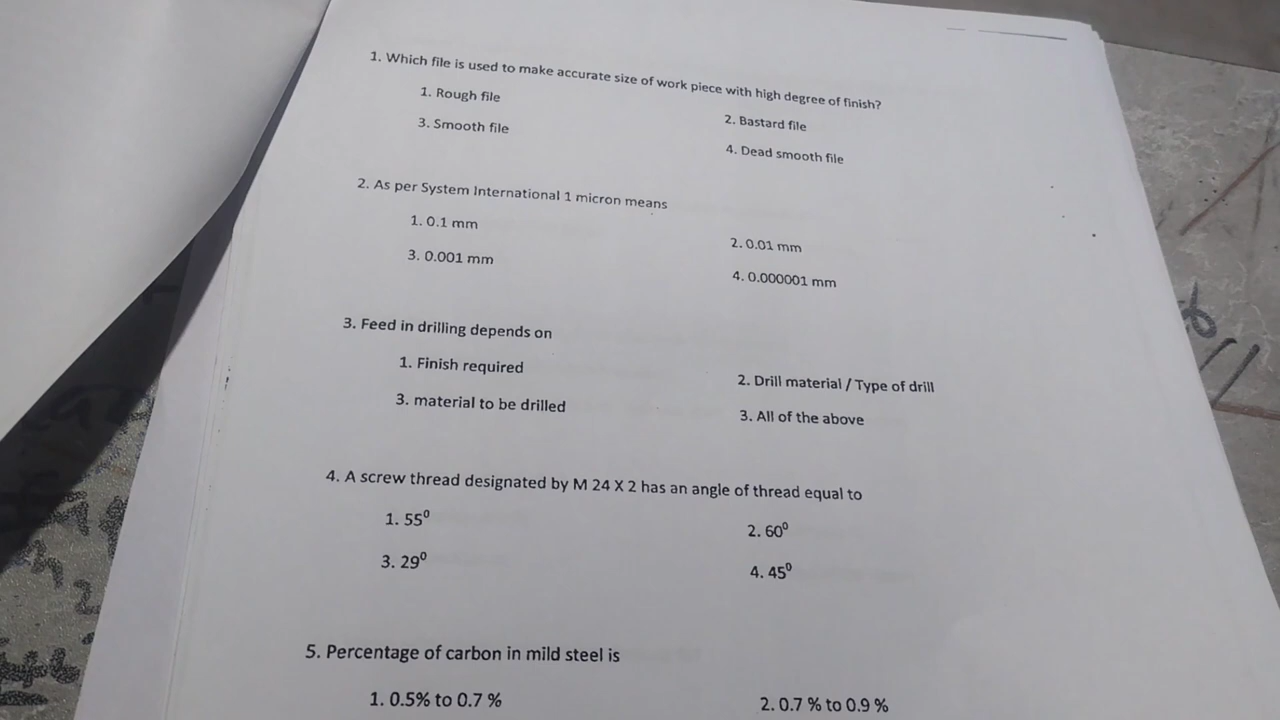 1. Which file is used to make accurate size of work piece with high degree of finish?
1. Rough file
2. Bastard file
3. Smooth file
4. Dead smooth file
2. As per System International 1 micron means
1. 0.1 mm
2. 0.01 mm
3. 0.001 mm
4. 0.000001 mm
3. Feed in drilling depends on
1. Finish required
2. Drill material / Type of drill
3. material to be drilled
3. All of the above
4. A screw thread designated by M 24 X 2 has an angle of thread equal to
1. 55⁰
2. 60⁰
3. 29⁰
4. 45⁰
5. Percentage of carbon in mild steel is
1. 0.5% to 0.7 %
2. 0.7 % to 0.9 %